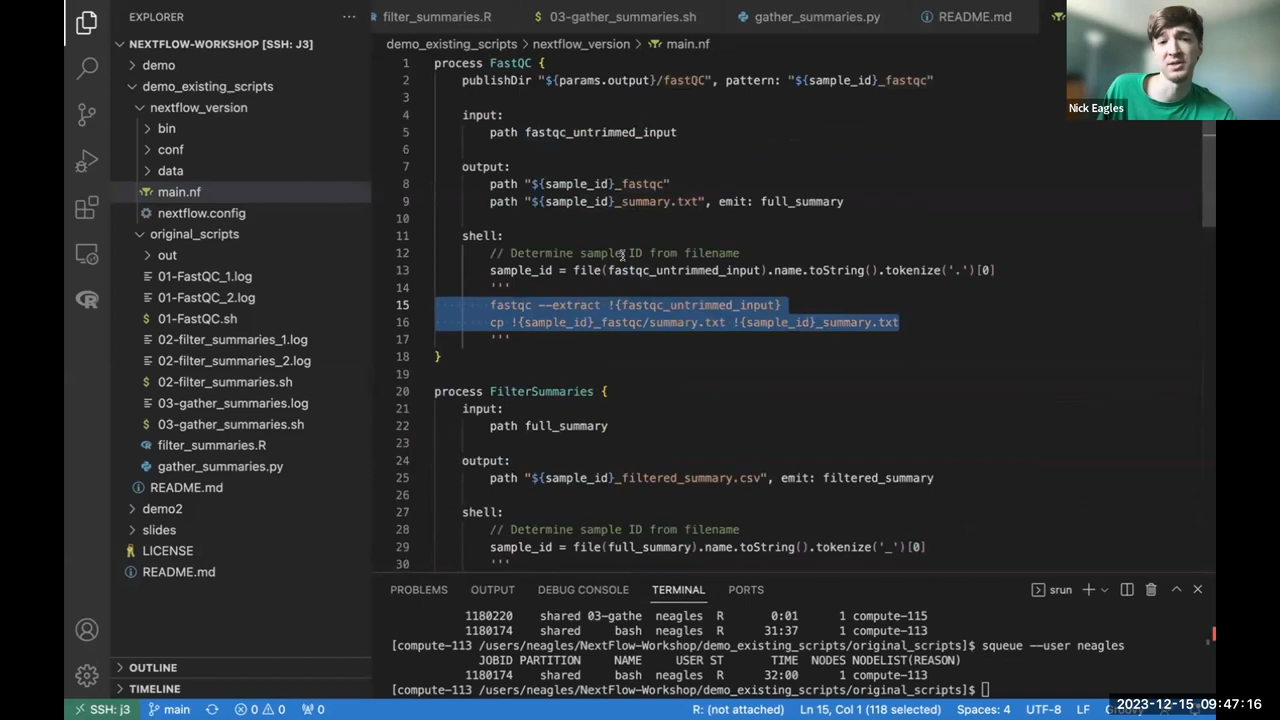 EXPLORER
filter_summaries.R
03-gather_summaries.sh
gather_summaries.py
README.md
NEXTFLOW-WORKSHOP [SSH: J3]
demo
demo_existing_scripts
nextflow_version
bin
conf
data
main.nf
nextflow.config
original_scripts
out
01-FastQC_1.log
01-FastQC_2.log
01-FastQC.sh
02-filter_summaries_1.log
02-filter_summaries_2.log
02-filter_summaries.sh
03-gather_summaries.log
03-gather_summaries.sh
filter_summaries.R
gather_summaries.py
README.md
demo2
slides
LICENSE
README.md
OUTLINE
TIMELINE
demo_existing_scripts > nextflow_version > main.nf
1 process FastQC {
2 publishDir "${params.output}/fastQC", pattern: "${sample_id}_fastqc"
3
4 input:
5 path fastqc_untrimmed_input
6
7 output:
8 path "${sample_id}_fastqc"
9 path "${sample_id}_summary.txt", emit: full_summary
10
11 shell:
12 // Determine sample ID from filename
13 sample_id = file(fastqc_untrimmed_input).name.toString().tokenize('.')[0]
14 '''
15 fastqc --extract !{fastqc_untrimmed_input}
16 cp !{sample_id}_fastqc/summary.txt !{sample_id}_summary.txt
17 '''
18 }
19
20 process FilterSummaries {
21 input:
22 path full_summary
23
24 output:
25 path "${sample_id}_filtered_summary.csv", emit: filtered_summary
26
27 shell:
28 // Determine sample ID from filename
29 sample_id = file(full_summary).name.toString().tokenize('_')[0]
30 '''
Nick Eagles
PROBLEMS OUTPUT DEBUG CONSOLE TERMINAL PORTS
srun
1180220 shared 03-gathe neagles R 0:01 1 compute-115
1180174 shared bash neagles R 31:37 1 compute-113
[compute-113 /users/neagles/NextFlow-Workshop/demo_existing_scripts/original_scripts]$ squeue --user neagles
JOBID PARTITION NAME USER ST TIME NODES NODELIST(REASON)
1180174 shared bash neagles R 32:00 1 compute-113
[compute-113 /users/neagles/NextFlow-Workshop/demo_existing_scripts/original_scripts]$
SSH: j3 main 0 0 0 R: (not attached) Ln 15, Col 1 (118 selected) Spaces: 4 UTF-8 LF
2023-12-15 09:47:16